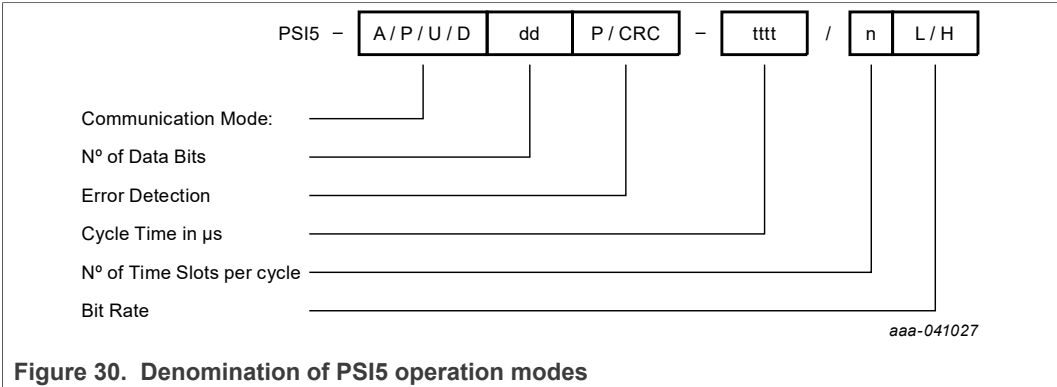 PSI5 – A / P / U / D dd P / CRC – tttt / n L / H
Communication Mode:
Nº of Data Bits
Error Detection
Cycle Time in µs
Nº of Time Slots per cycle
Bit Rate
aaa-041027
Figure 30. Denomination of PSI5 operation modes